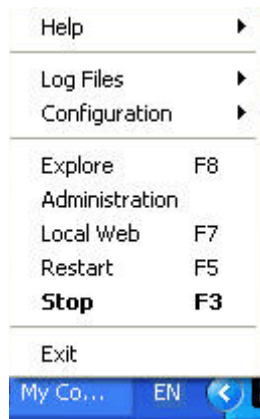 Help
Log Files
Configuration
Explore F8
Administration
Local Web F7
Restart F5
Stop F3
Exit
My Co... EN